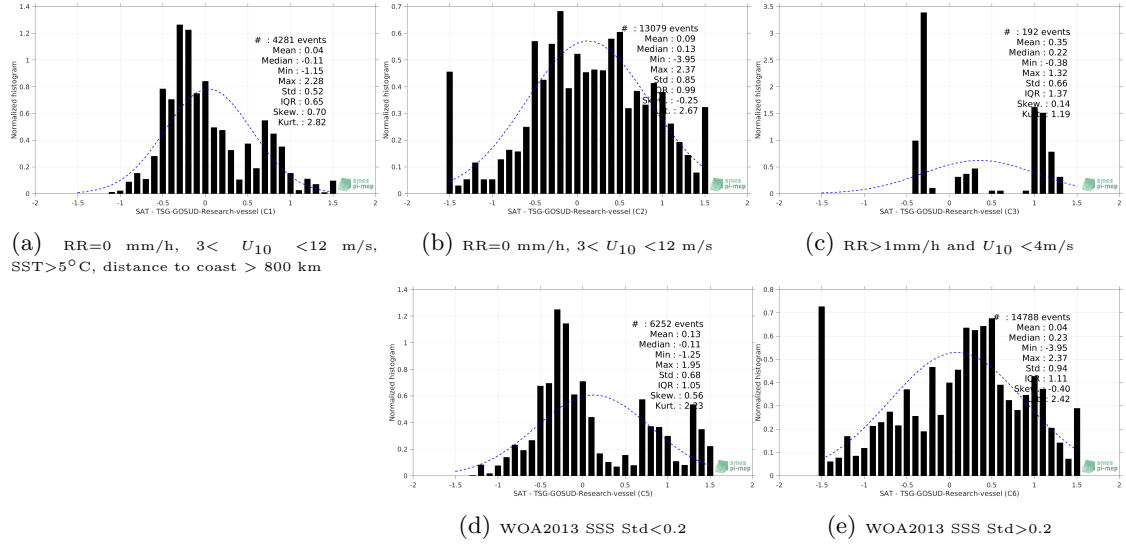 1.4
1.2
1
0.8
0.6
0.4
0.2
0
Normalized histogram
# : 4281 events
Mean : 0.04
Median : -0.11
Min : -1.15
Max : 2.28
Std : 0.52
IQR : 0.65
Skew. : 0.70
Kurt. : 2.82
smos
pi-mep
-2 -1.5 -1 -0.5 0 0.5 1 1.5 2
SAT - TSG-GOSUD-Research-vessel (C1)
(a) RR=0 mm/h, 3< U10 <12 m/s,
SST>5°C, distance to coast > 800 km
0.7
0.6
0.5
0.4
0.3
0.2
0.1
0
Normalized histogram
# : 13079 events
Mean : 0.09
Median : 0.13
Min : -3.95
Max : 2.37
Std : 0.85
IQR : 0.99
Skew. : -0.25
Kurt. : 2.67
smos
pi-mep
-2 -1.5 -1 -0.5 0 0.5 1 1.5 2
SAT - TSG-GOSUD-Research-vessel (C2)
(b) RR=0 mm/h, 3< U10 <12 m/s
3.5
3
2.5
2
1.5
1
0.5
0
Normalized histogram
# : 192 events
Mean : 0.35
Median : 0.22
Min : -0.38
Max : 1.32
Std : 0.66
IQR : 1.37
Skew. : 0.14
Kurt. : 1.19
smos
pi-mep
-2 -1.5 -1 -0.5 0 0.5 1 1.5 2
SAT - TSG-GOSUD-Research-vessel (C3)
(c) RR>1mm/h and U10 <4m/s
1.4
1.2
1
0.8
0.6
0.4
0.2
0
Normalized histogram
# : 6252 events
Mean : 0.13
Median : -0.11
Min : -1.25
Max : 1.95
Std : 0.68
IQR : 1.05
Skew. : 0.56
Kurt. : 2.23
smos
pi-mep
-2 -1.5 -1 -0.5 0 0.5 1 1.5 2
SAT - TSG-GOSUD-Research-vessel (C5)
(d) WOA2013 SSS Std<0.2
0.8
0.7
0.6
0.5
0.4
0.3
0.2
0.1
0
Normalized histogram
# : 14788 events
Mean : 0.04
Median : 0.23
Min : -3.95
Max : 2.37
Std : 0.94
IQR : 1.11
Skew. : -0.40
Kurt. : 2.42
smos
pi-mep
-2 -1.5 -1 -0.5 0 0.5 1 1.5 2
SAT - TSG-GOSUD-Research-vessel (C6)
(e) WOA2013 SSS Std>0.2